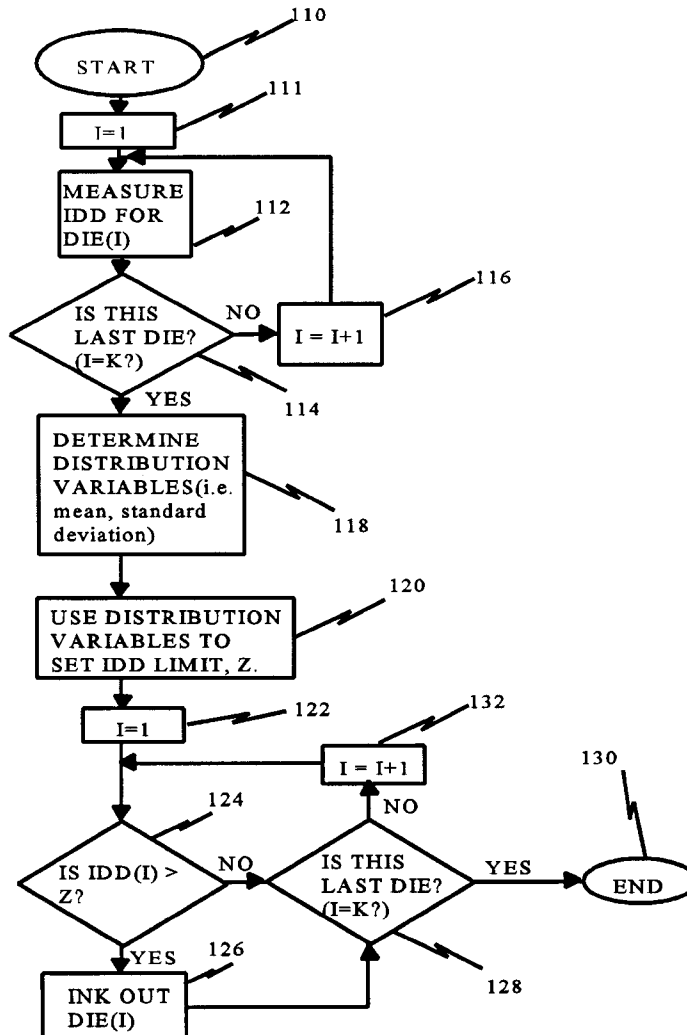 110
START
111
I=1
MEASURE
IDD FOR
DIE(I)
112
116
IS THIS
LAST DIE?
(I=K?)
NO
I = I+1
114
YES
DETERMINE
DISTRIBUTION
VARIABLES(i.e.
mean, standard
deviation)
118
120
USE DISTRIBUTION
VARIABLES TO
SET IDD LIMIT, Z.
122
I=1
132
I = I+1
130
124
NO
IS IDD(I) >
Z?
NO
IS THIS
LAST DIE?
(I=K?)
YES
END
YES
126
128
INK OUT
DIE(I)